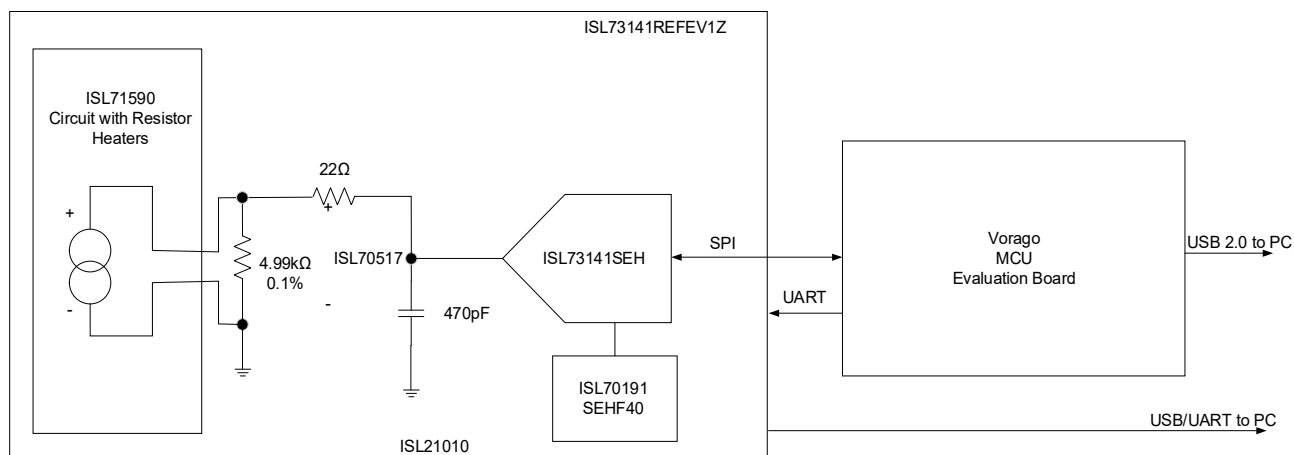 ISL73141REFEV1Z
ISL71590
Circuit with Resistor
Heaters
22Ω
+
+
ISL70517
ISL73141SEH
SPI
Vorago
MCU
Evaluation Board
USB 2.0 to PC
4.99kΩ
0.1%
-
-
470pF
UART
ISL70191
SEHF40
USB/UART to PC
ISL21010